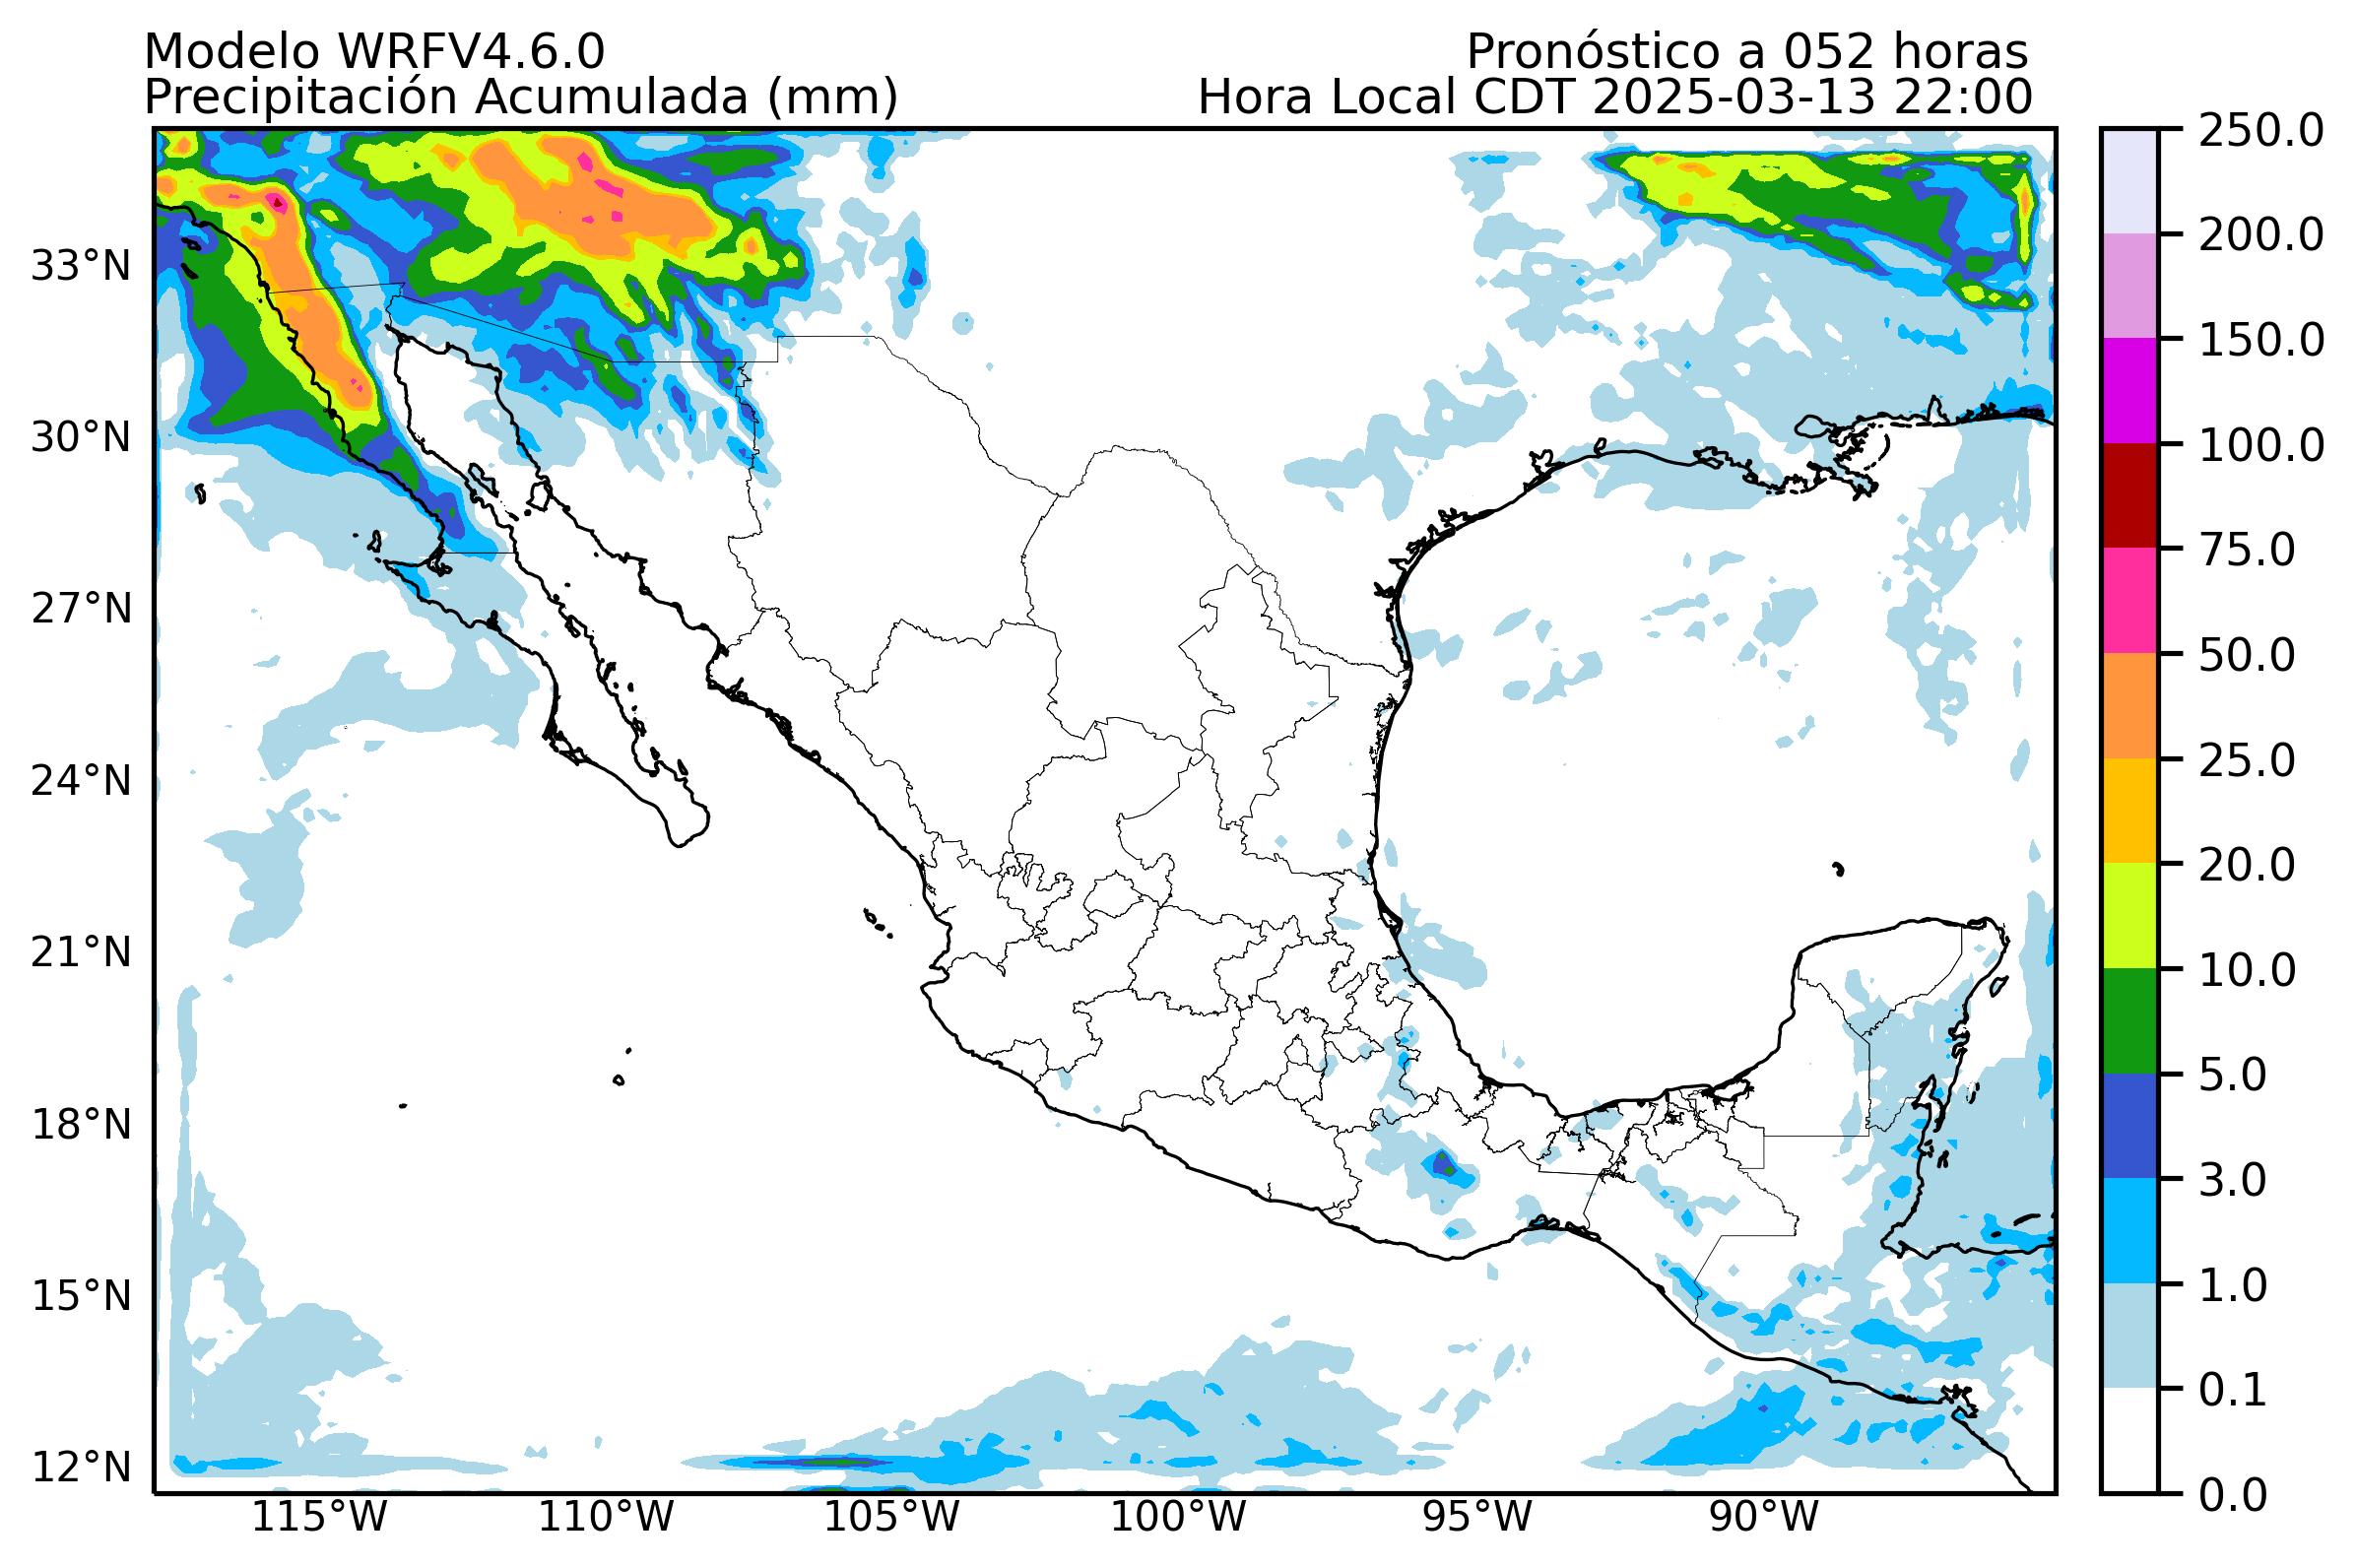 Modelo WRFV4.6.0
Pronóstico a 052 horas
Precipitación Acumulada (mm)
Hora Local CDT 2025-03-13 22:00
33°N
30°N
27°N
24°N
21°N
18°N
15°N
12°N
115°W
110°W
105°W
100°W
95°W
90°W
250.0
200.0
150.0
100.0
75.0
50.0
25.0
20.0
10.0
5.0
3.0
1.0
0.1
0.0